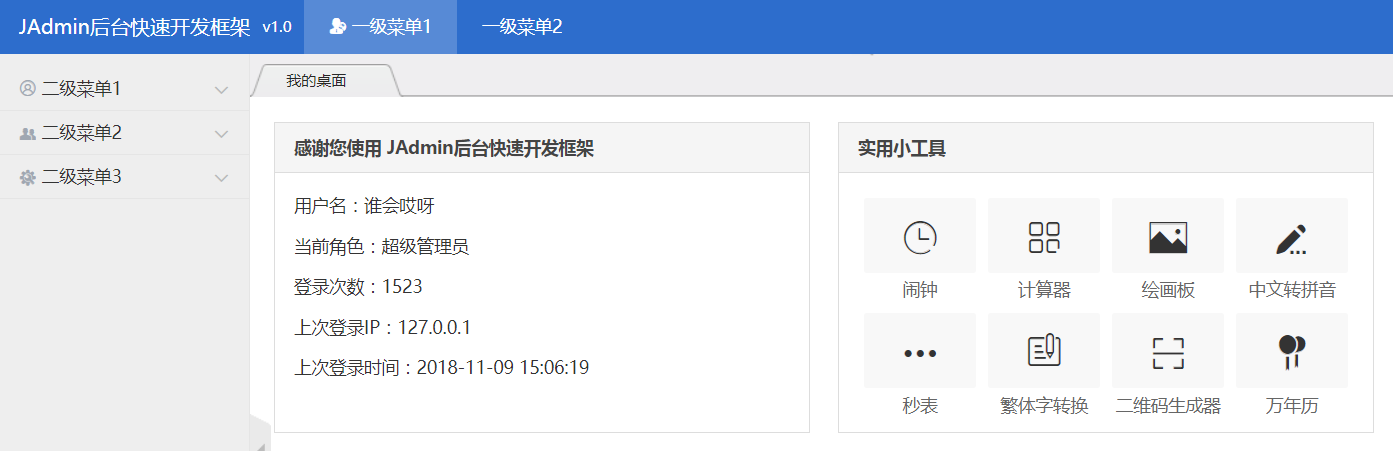 JAdmin后台快速开发框架 v1.0 一级菜单1 一级菜单2
二级菜单1
二级菜单2
二级菜单3
我的桌面
感谢您使用 JAdmin后台快速开发框架
用户名：谁会哎呀
当前角色：超级管理员
登录次数：1523
上次登录IP：127.0.0.1
上次登录时间：2018-11-09 15:06:19
实用小工具
闹钟 计算器 绘画板 中文转拼音
秒表 繁体字转换 二维码生成器 万年历